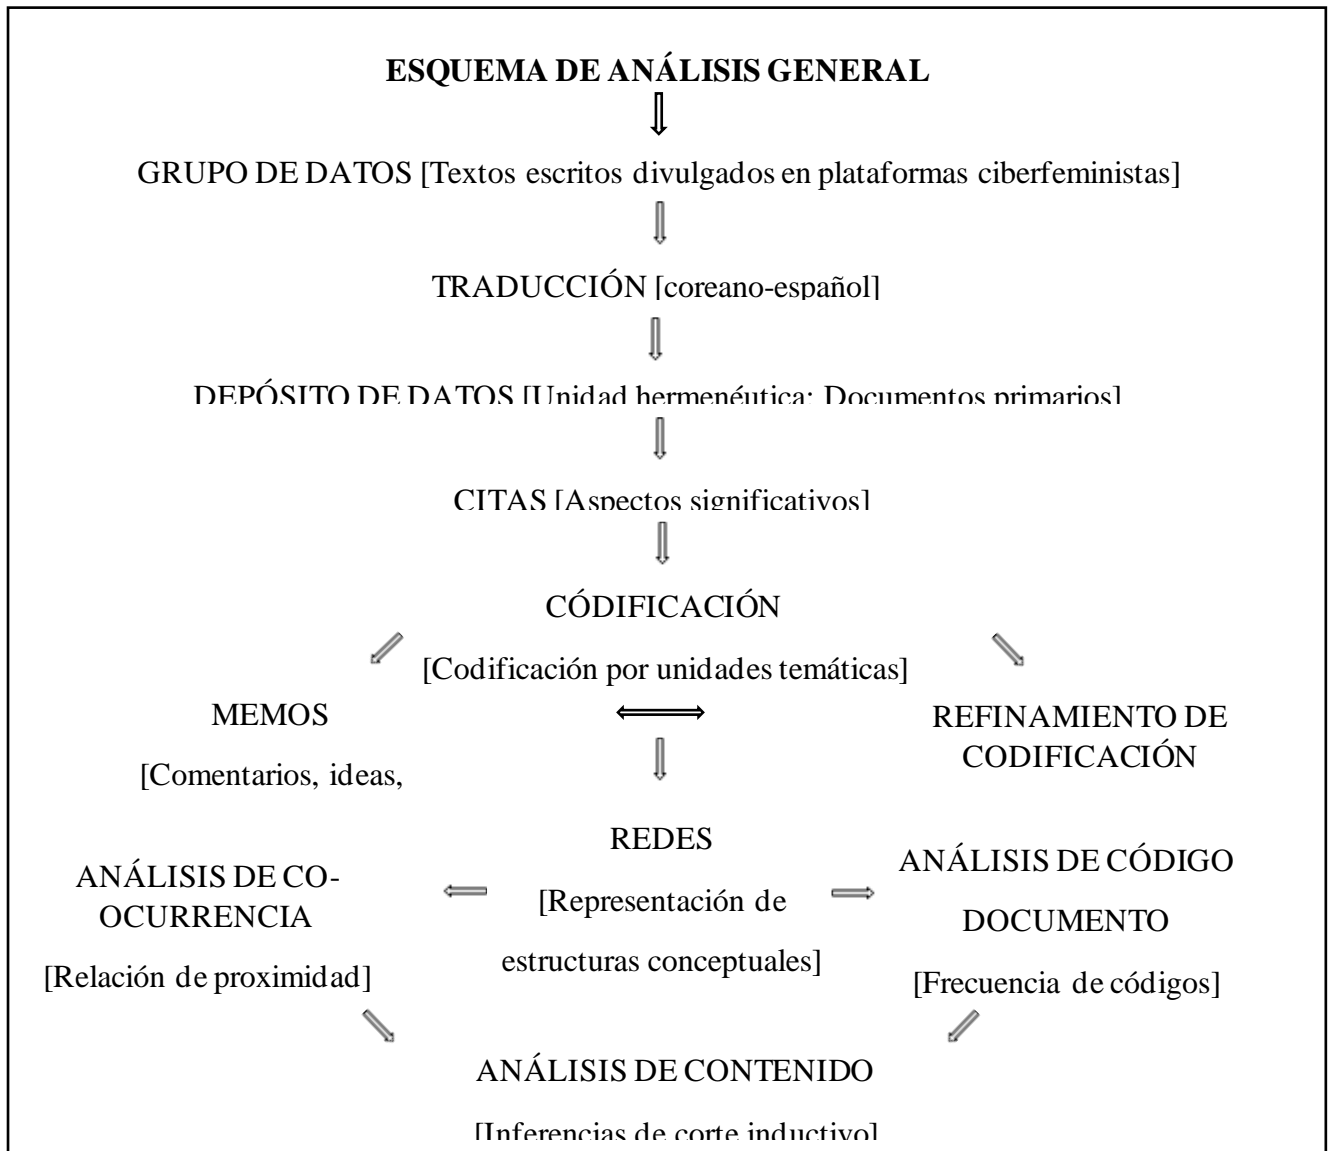 ESQUEMA DE ANÁLISIS GENERAL
GRUPO DE DATOS [Textos escritos divulgados en plataformas ciberfeministas]
TRADUCCIÓN [coreano-español]
DEPÓSITO DE DATOS [Unidad hermenéutica: Documentos primarios]
CITAS [Aspectos significativos]
CÓDIFICACIÓN
[Codificación por unidades temáticas]
MEMOS
[Comentarios, ideas,
REFINAMIENTO DE
CODIFICACIÓN
ANÁLISIS DE CO-
OCURRENCIA
[Relación de proximidad]
REDES
[Representación de
estructuras conceptuales]
ANÁLISIS DE CÓDIGO
DOCUMENTO
[Frecuencia de códigos]
ANÁLISIS DE CONTENIDO
[Inferencias de corte inductivo]